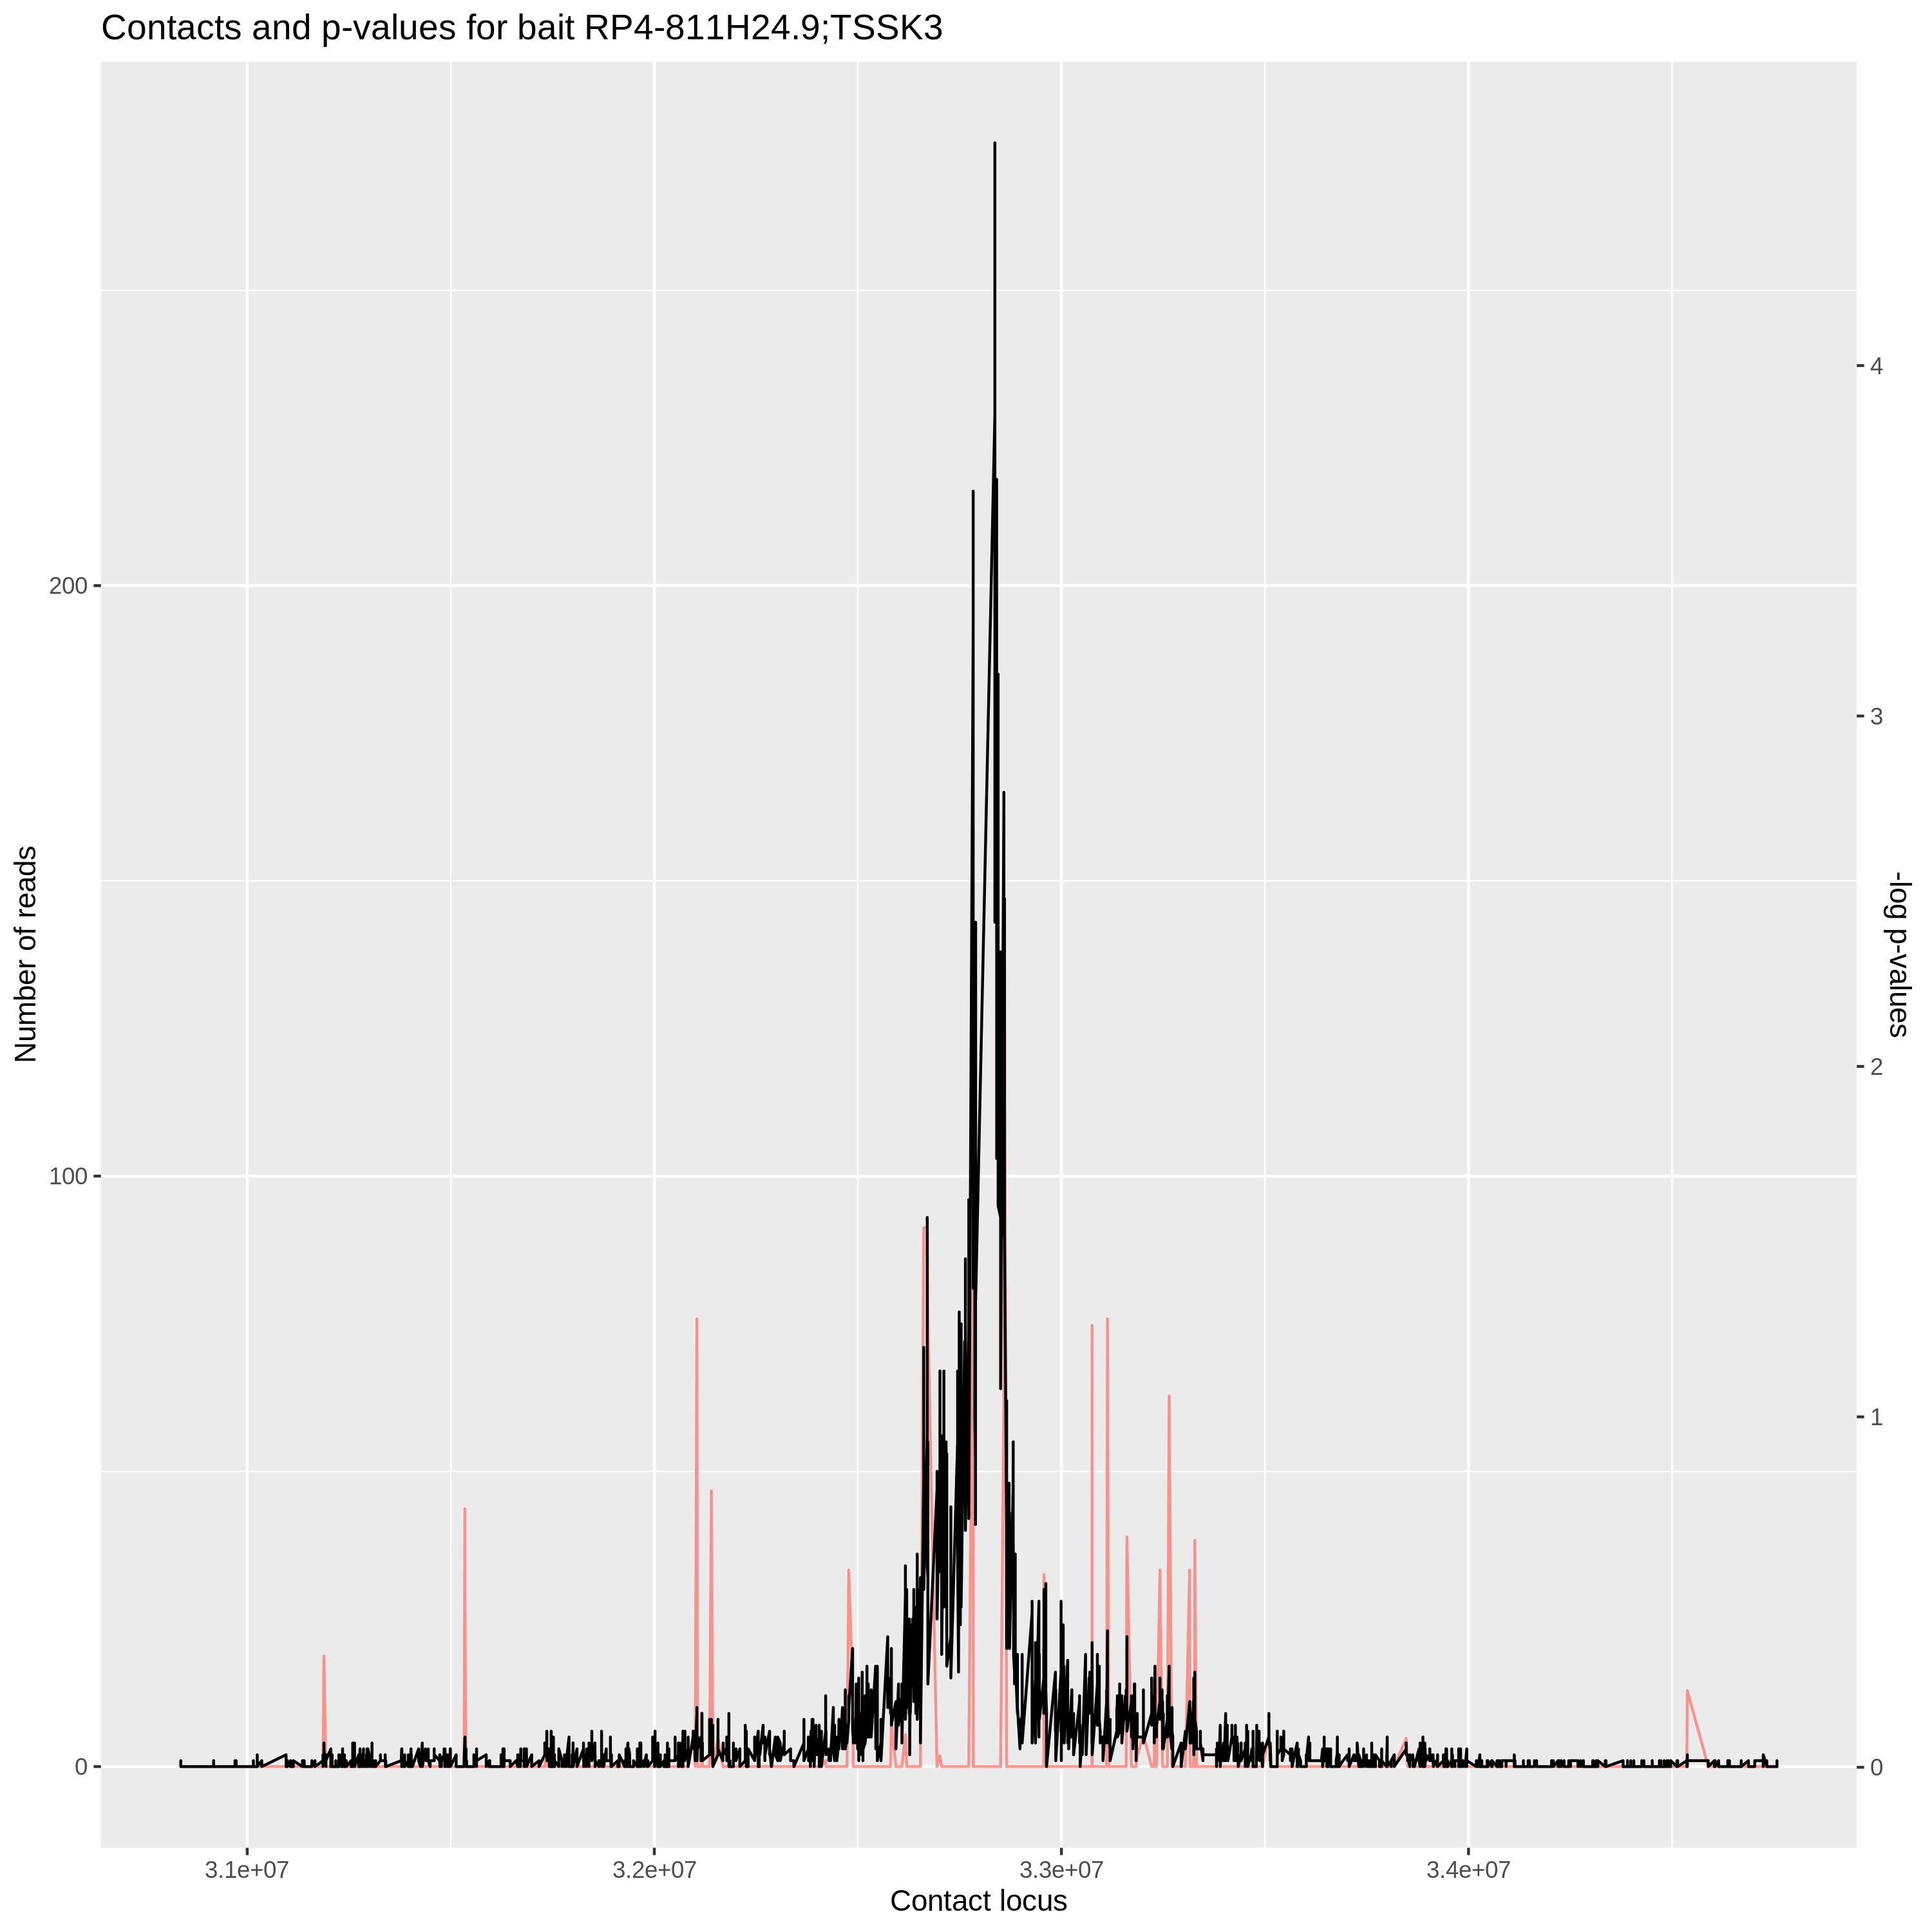 Contacts and p-values for bait RP4-811H24.9;TSSK3
Number of reads
200
100
0
4
3
2
1
0
-log p-values
3.1e+07
3.2e+07
3.3e+07
3.4e+07
Contact locus